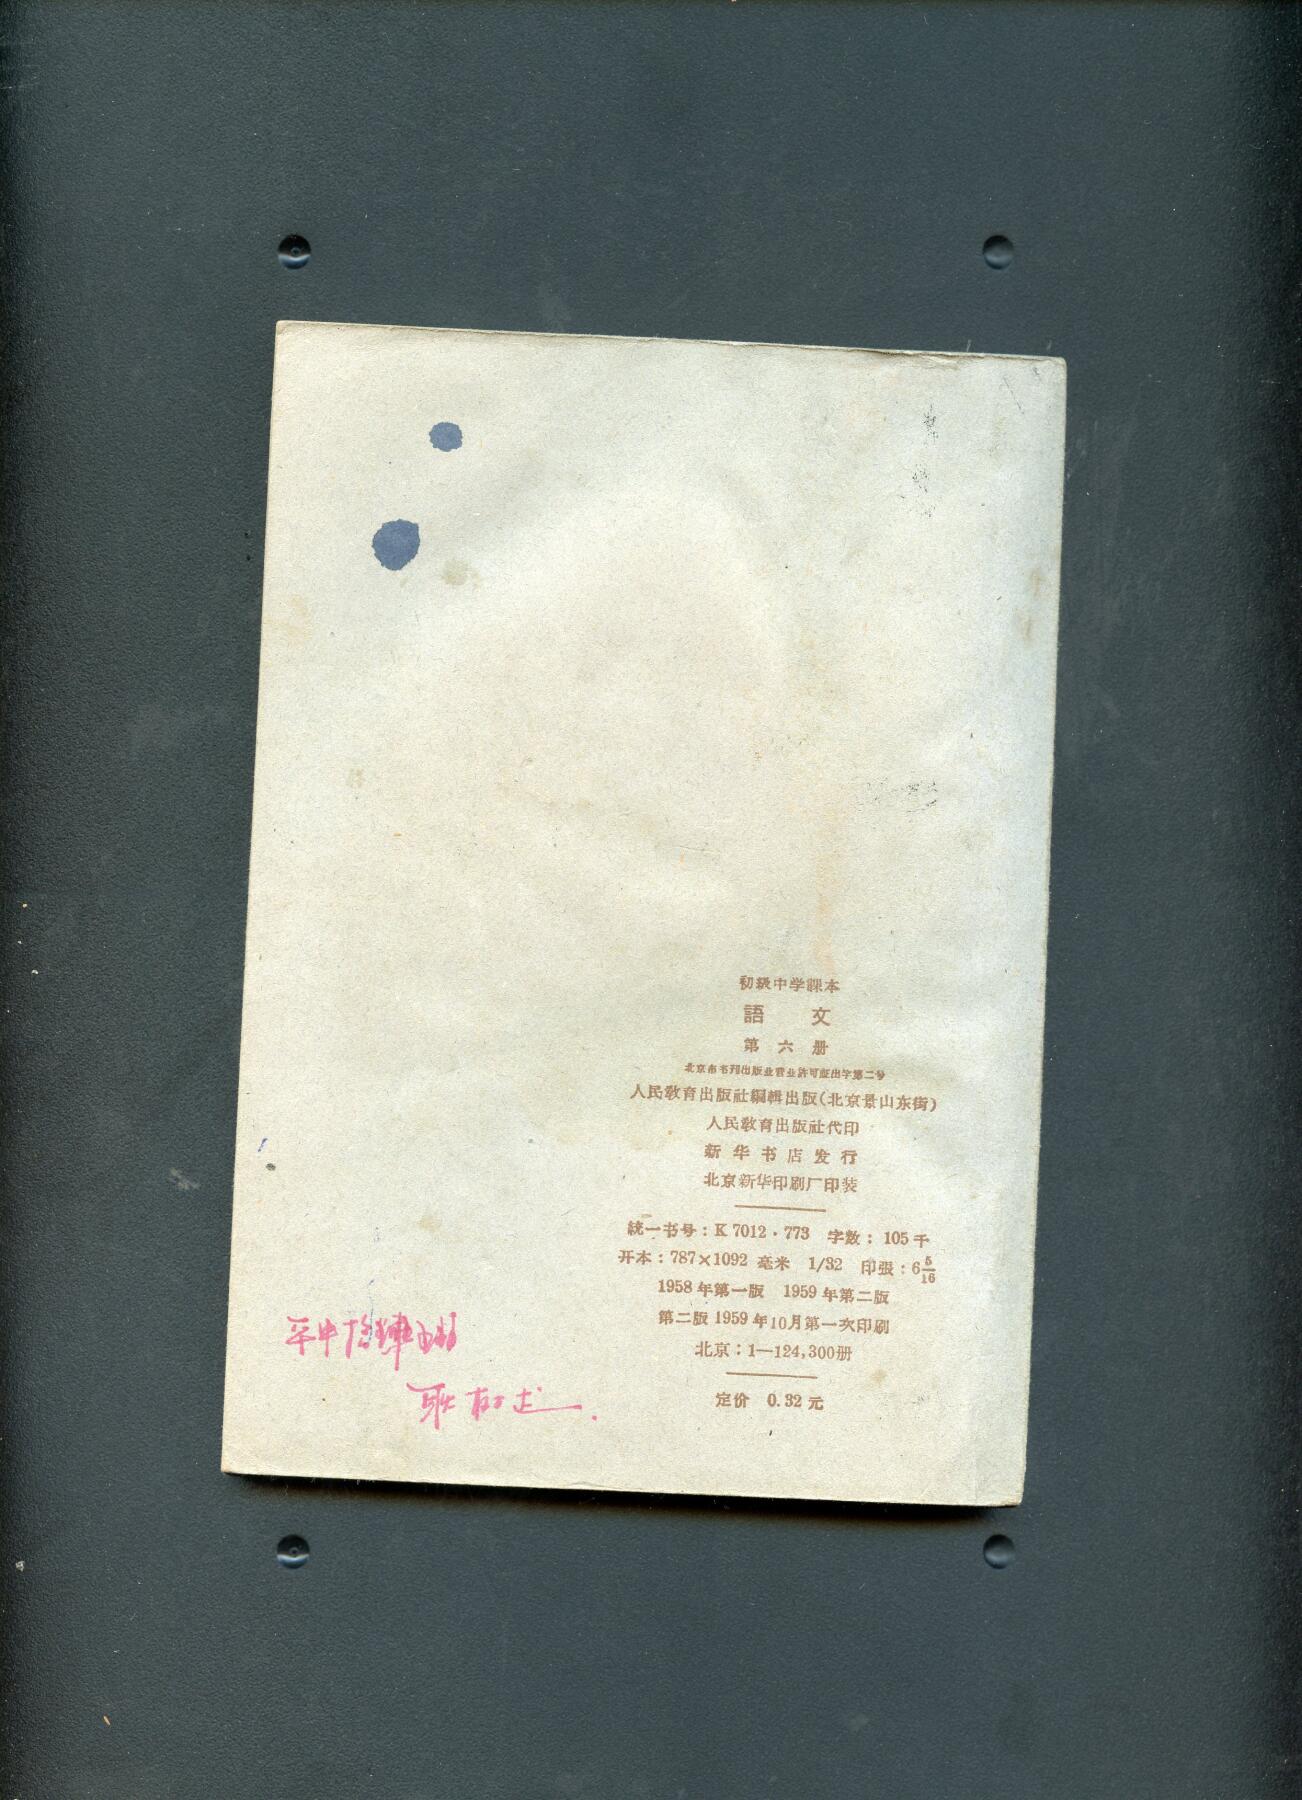 初級中学課本
語 文
第六册
北京市书刊出版业营业許可証出字第二号
人民教育出版社編輯出版(北京景山东街)
人民教育出版社代印
新华书店发行
北京新华印刷厂印装
統一书号:K 7012·773 字数:105千
开本:787×1092 毫米 1/32 印張:6 5/16
1958年第一版 1959年第二版
第二版1959年10月第一次印刷
北京:1—124,300册
定价 0.32元